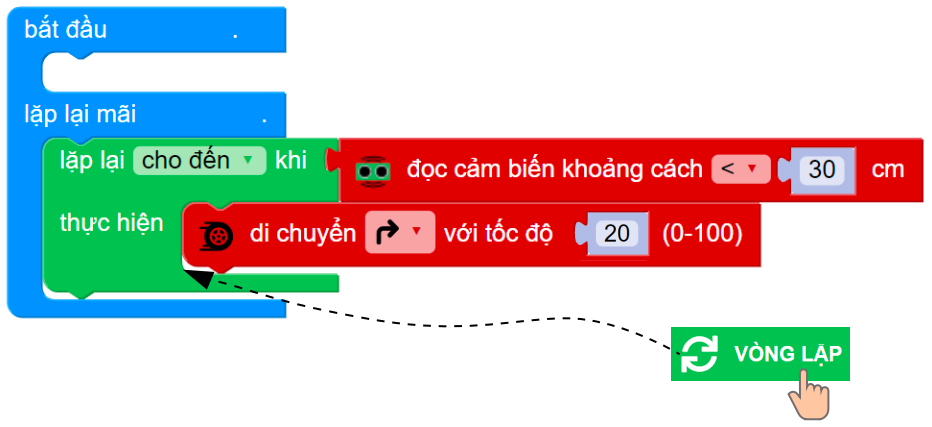 bắt đầu .
lặp lại mãi .
lặp lại cho đến khi đọc cảm biến khoảng cách < 30 cm
thực hiện di chuyển với tốc độ 20 (0-100)
VÒNG LẶP